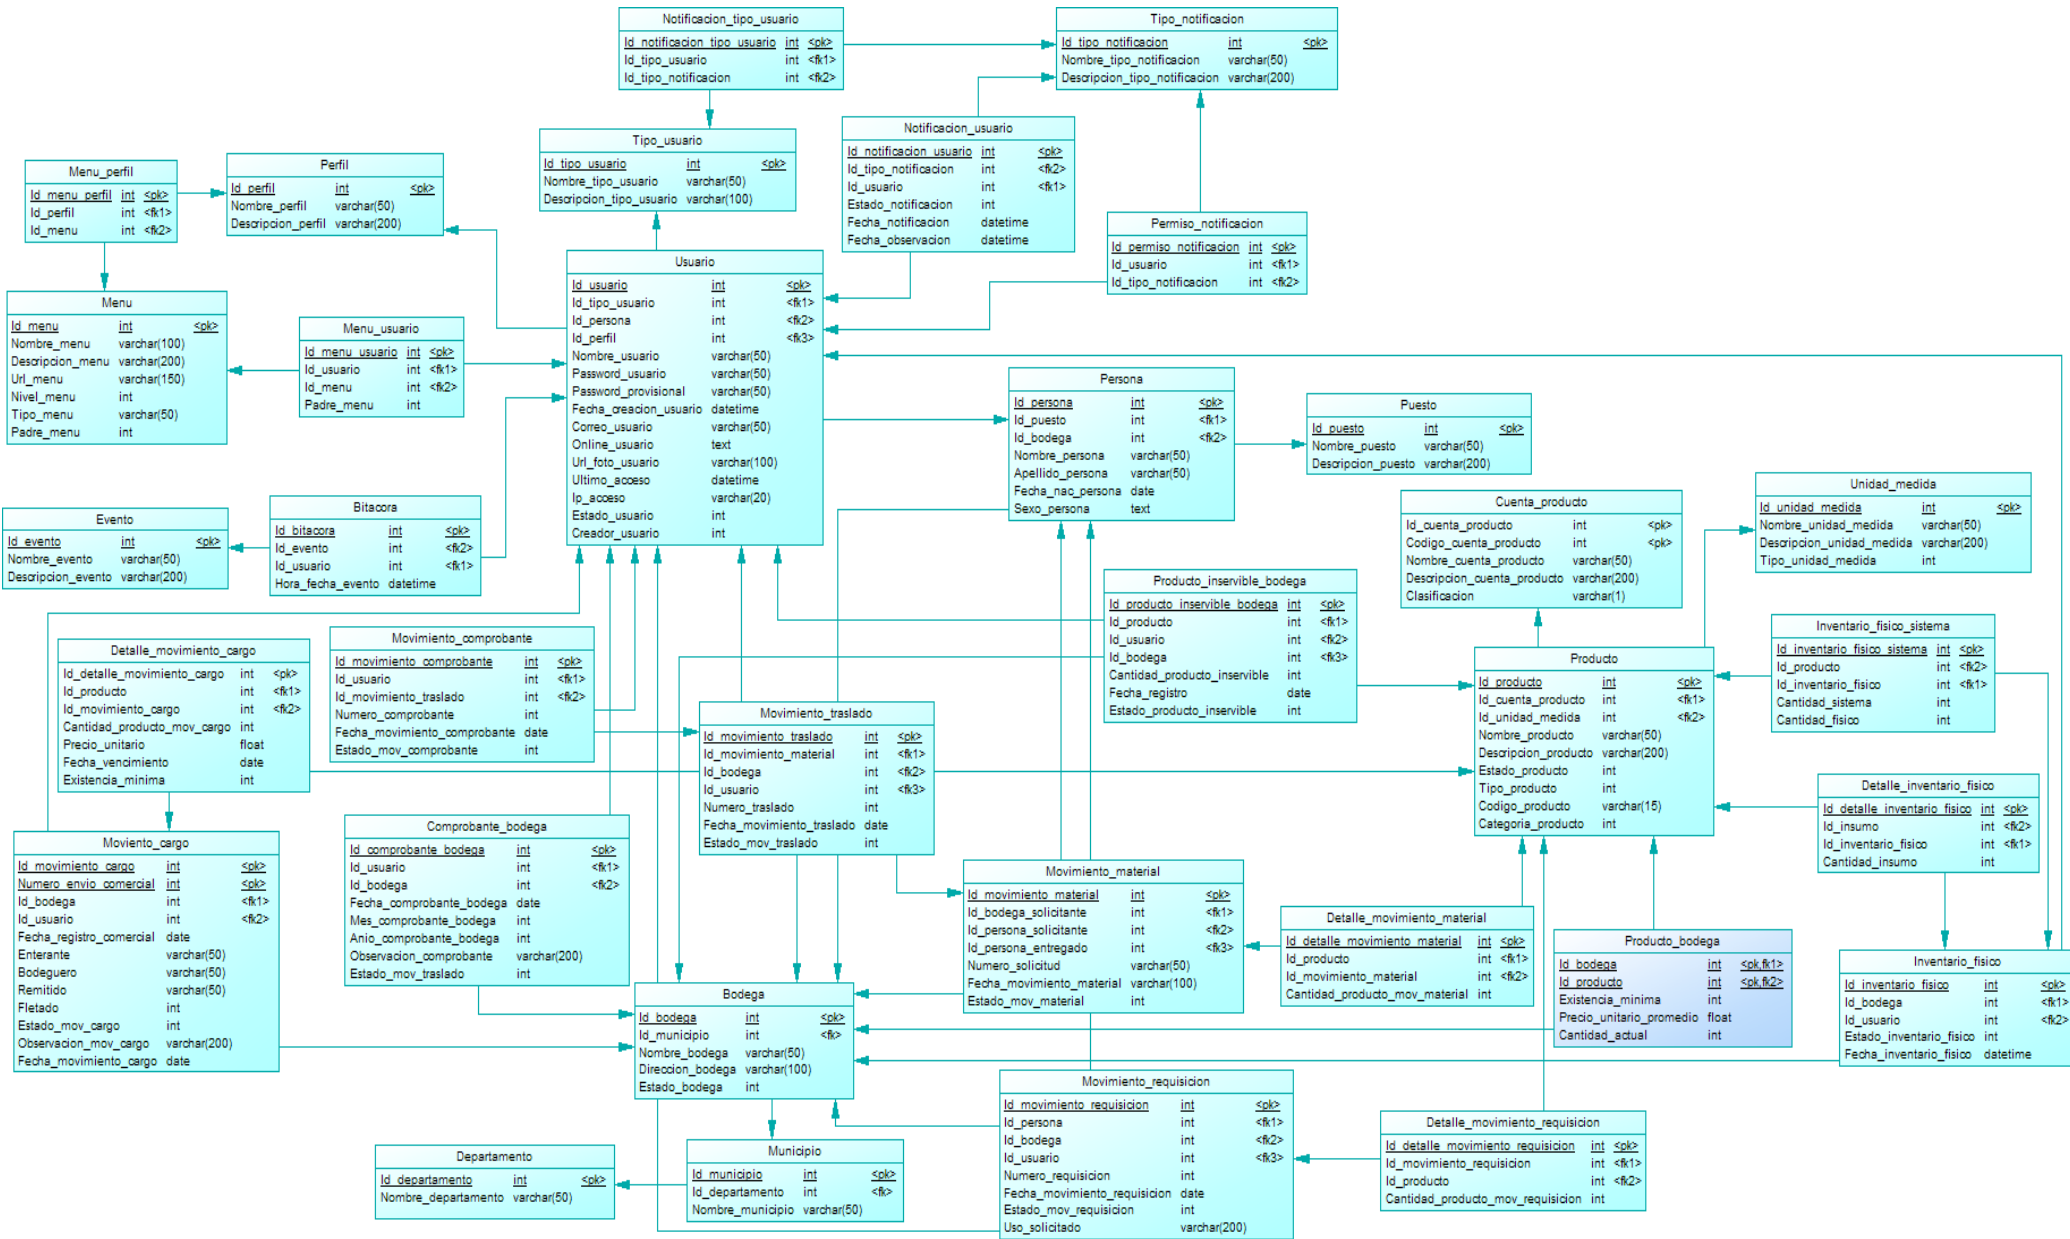 Notificacion_tipo_usuario
Id_notificacion_tipo_usuario int <pk>
Id_tipo_usuario int <fk1>
Id_tipo_notificacion int <fk2>
Tipo_notificacion
Id_tipo_notificacion int <pk>
Nombre_tipo_notificacion varchar(50)
Descripcion_tipo_notificacion varchar(200)
Tipo_usuario
Id_tipo_usuario int <pk>
Nombre_tipo_usuario varchar(50)
Descripcion_tipo_usuario varchar(100)
Notificacion_usuario
Id_notificacion_usuario int <pk>
Id_tipo_notificacion int <fk2>
Id_usuario int <fk1>
Estado_notificacion int
Fecha_notificacion datetime
Fecha_observacion datetime
Menu_perfil
Id_menu_perfil int <pk>
Id_perfil int <fk1>
Id_menu int <fk2>
Perfil
Id_perfil int <pk>
Nombre_perfil varchar(50)
Descripcion_perfil varchar(200)
Permiso_notificacion
Id_permiso_notificacion int <pk>
Id_usuario int <fk1>
Id_tipo_notificacion int <fk2>
Usuario
Id_usuario int <pk>
Id_tipo_usuario int <fk1>
Id_persona int <fk2>
Id_perfil int <fk3>
Nombre_usuario varchar(50)
Password_usuario varchar(50)
Password_provisional varchar(50)
Fecha_creacion_usuario datetime
Correo_usuario varchar(50)
Online_usuario text
Url_foto_usuario varchar(100)
Ultimo_acceso datetime
Ip_acceso varchar(20)
Estado_usuario int
Creador_usuario int
Menu
Id_menu int <pk>
Nombre_menu varchar(100)
Descripcion_menu varchar(200)
Url_menu varchar(150)
Nivel_menu int
Tipo_menu varchar(50)
Padre_menu int
Menu_usuario
Id_menu_usuario int <pk>
Id_usuario int <fk1>
Id_menu int <fk2>
Padre_menu int
Persona
Id_persona int <pk>
Id_puesto int <fk1>
Id_bodega int <fk2>
Nombre_persona varchar(50)
Apellido_persona varchar(50)
Fecha_nac_persona date
Sexo_persona text
Puesto
Id_puesto int <pk>
Nombre_puesto varchar(50)
Descripcion_puesto varchar(200)
Unidad_medida
Id_unidad_medida int <pk>
Nombre_unidad_medida varchar(50)
Descripcion_unidad_medida varchar(200)
Tipo_unidad_medida int
Cuenta_producto
Id_cuenta_producto int <pk>
Codigo_cuenta_producto int <pk>
Nombre_cuenta_producto varchar(50)
Descripcion_cuenta_producto varchar(200)
Clasificacion varchar(1)
Evento
Id_evento int <pk>
Nombre_evento varchar(50)
Descripcion_evento varchar(200)
Bitacora
Id_bitacora int <pk>
Id_evento int <fk2>
Id_usuario int <fk1>
Hora_fecha_evento datetime
Producto_inservible_bodega
Id_producto_inservible_bodega int <pk>
Id_producto int <fk1>
Id_usuario int <fk2>
Id_bodega int <fk3>
Cantidad_producto_inservible int
Fecha_registro date
Estado_producto_inservible int
Inventario_fisico_sistema
Id_inventario_fisico_sistema int <pk>
Id_producto int <fk2>
Id_inventario_fisico int <fk1>
Cantidad_sistema int
Cantidad_fisico int
Detalle_movimiento_cargo
Id_detalle_movimiento_cargo int <pk>
Id_producto int <fk1>
Id_movimiento_cargo int <fk2>
Cantidad_producto_mov_cargo int
Precio_unitario float
Fecha_vencimiento date
Existencia_minima int
Movimiento_comprobante
Id_movimiento_comprobante int <pk>
Id_usuario int <fk1>
Id_movimiento_traslado int <fk2>
Numero_comprobante int
Fecha_movimiento_comprobante date
Estado_mov_comprobante int
Producto
Id_producto int <pk>
Id_cuenta_producto int <fk1>
Id_unidad_medida int <fk2>
Nombre_producto varchar(50)
Descripcion_producto varchar(200)
Estado_producto int
Tipo_producto int
Codigo_producto varchar(15)
Categoria_producto int
Movimiento_traslado
Id_movimiento_traslado int <pk>
Id_movimiento_material int <fk1>
Id_bodega int <fk2>
Id_usuario int <fk3>
Numero_traslado int
Fecha_movimiento_traslado date
Estado_mov_traslado int
Detalle_inventario_fisico
Id_detalle_inventario_fisico int <pk>
Id_insumo int <fk2>
Id_inventario_fisico int <fk1>
Cantidad_insumo int
Comprobante_bodega
Id_comprobante_bodega int <pk>
Id_usuario int <fk1>
Id_bodega int <fk2>
Fecha_comprobante_bodega date
Mes_comprobante_bodega int
Anio_comprobante_bodega int
Observacion_comprobante varchar(200)
Estado_mov_traslado int
Moviento_cargo
Id_movimiento_cargo int <pk>
Numero_envio_comercial int <pk>
Id_bodega int <fk1>
Id_usuario int <fk2>
Fecha_registro_comercial date
Enterante varchar(50)
Bodeguero varchar(50)
Remitido varchar(50)
Fletado int
Estado_mov_cargo int
Observacion_mov_cargo varchar(200)
Fecha_movimiento_cargo date
Movimiento_material
Id_movimiento_material int <pk>
Id_bodega_solicitante int <fk1>
Id_persona_solicitante int <fk2>
Id_persona_entregado int <fk3>
Numero_solicitud varchar(50)
Fecha_movimiento_material varchar(100)
Estado_mov_material int
Detalle_movimiento_material
Id_detalle_movimiento_material int <pk>
Id_producto int <fk1>
Id_movimiento_material int <fk2>
Cantidad_producto_mov_material int
Producto_bodega
Id_bodega int <pk,fk1>
Id_producto int <pk,fk2>
Existencia_minima int
Precio_unitario_promedio float
Cantidad_actual int
Inventario_fisico
Id_inventario_fisico int <pk>
Id_bodega int <fk1>
Id_usuario int <fk2>
Estado_inventario_fisico int
Fecha_inventario_fisico datetime
Bodega
Id_bodega int <pk>
Id_municipio int <fk>
Nombre_bodega varchar(50)
Direccion_bodega varchar(100)
Estado_bodega int
Movimiento_requisicion
Id_movimiento_requisicion int <pk>
Id_persona int <fk1>
Id_bodega int <fk2>
Id_usuario int <fk3>
Numero_requisicion int
Fecha_movimiento_requisicion date
Estado_mov_requisicion int
Uso_solicitado varchar(200)
Detalle_movimiento_requisicion
Id_detalle_movimiento_requisicion int <pk>
Id_movimiento_requisicion int <fk1>
Id_producto int <fk2>
Cantidad_producto_mov_requisicion int
Departamento
Id_departamento int <pk>
Nombre_departamento varchar(50)
Municipio
Id_municipio int <pk>
Id_departamento int <fk>
Nombre_municipio varchar(50)